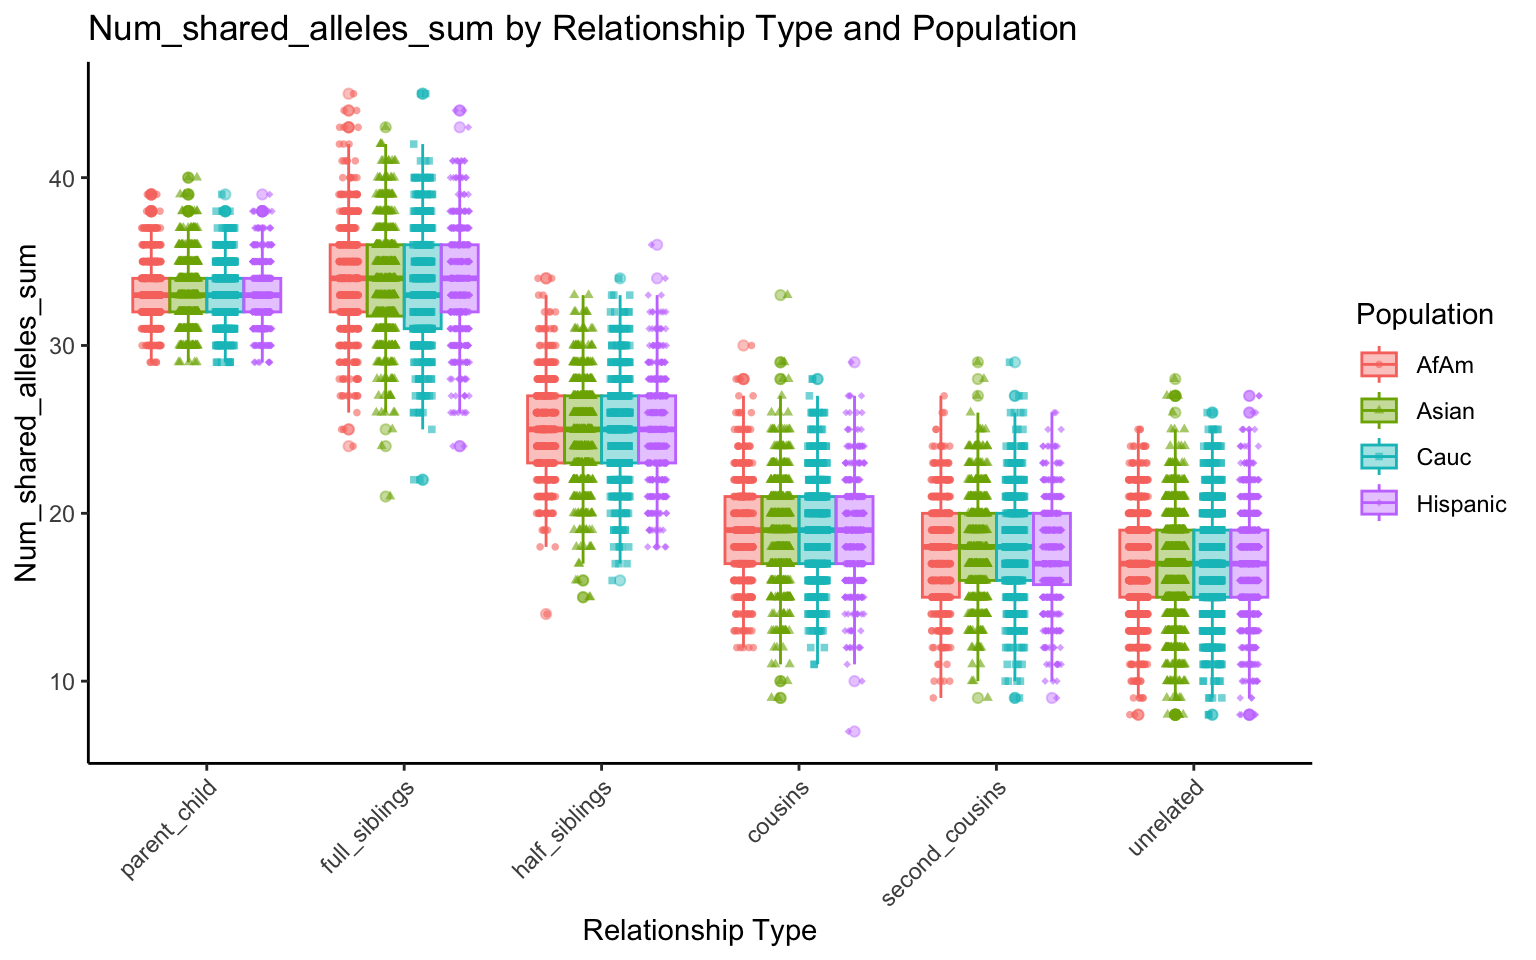 Num_shared_alleles_sum by Relationship Type and Population
Num_shared_alleles_sum
40
30
20
10
parent_child
full_siblings
half_siblings
cousins
second_cousins
unrelated
Relationship Type
Population
AfAm
Asian
Cauc
Hispanic